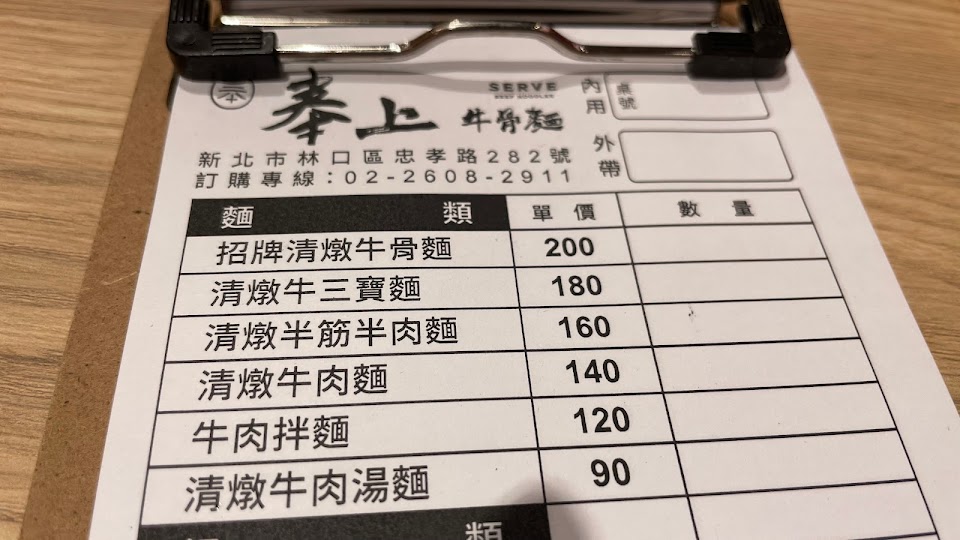 奉
奉上
SERVE
BEEF NOODLES
牛骨麵
內用
桌號
外帶
新北市林口區忠孝路282號
訂購專線：02-2608-2911
麵類 單價 數量
招牌清燉牛骨麵 200
清燉牛三寶麵 180
清燉半筋半肉麵 160
清燉牛肉麵 140
牛肉拌麵 120
清燉牛肉湯麵 90
類